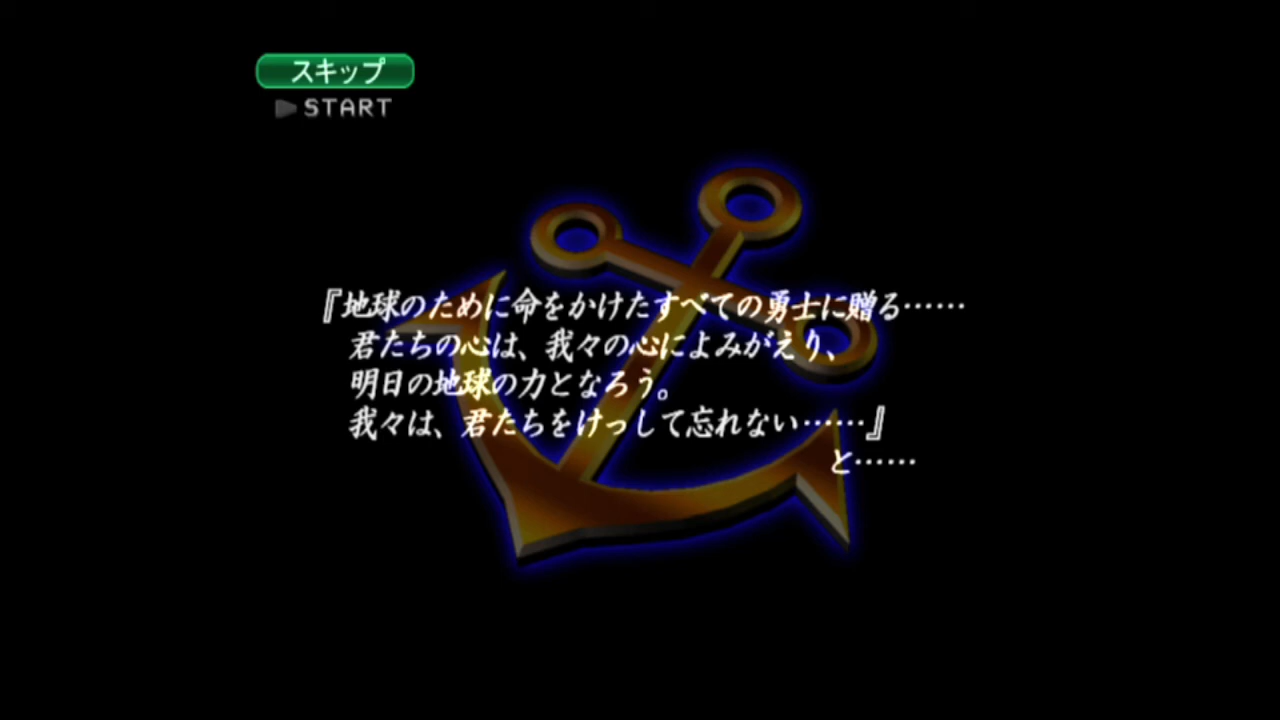 スキップ
START
『地球のために命をかけたすべての勇士に贈る……
君たちの心は、我々の心によみがえり、
明日の地球の力となろう。
我々は、君たちをけっして忘れない……』
と……